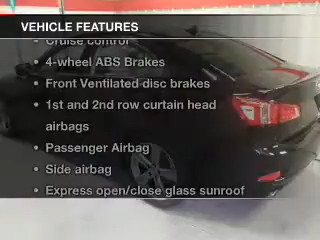 VEHICLE FEATURES
• Cruise control
• 4-wheel ABS Brakes
• Front Ventilated disc brakes
• 1st and 2nd row curtain head
airbags
• Passenger Airbag
• Side airbag
• Express open/close glass sunroof